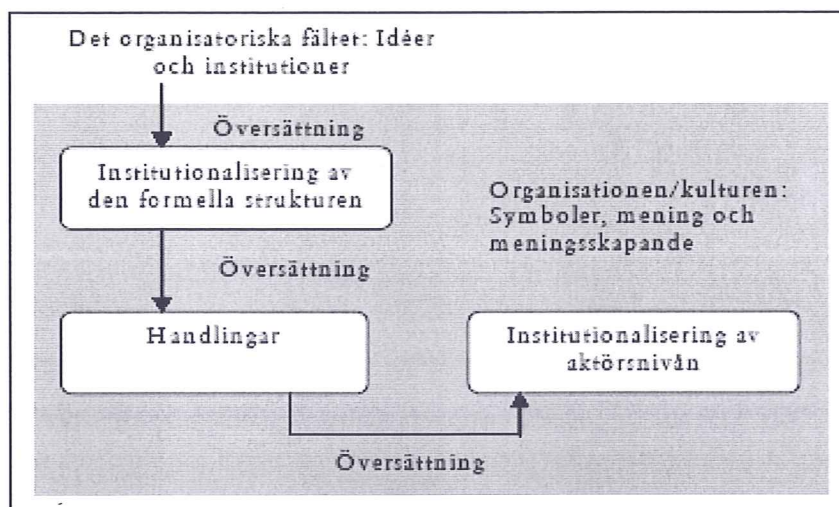 Det organisatoriska fältet: Idéer
och institutioner
Översättning
Institutionalisering av
den formella strukturen
Organisationen/kulturen:
Symboler, mening och
meningsskapande
Översättning
Handlingar
Institutionalisering av
aktörsnivån
Översättning